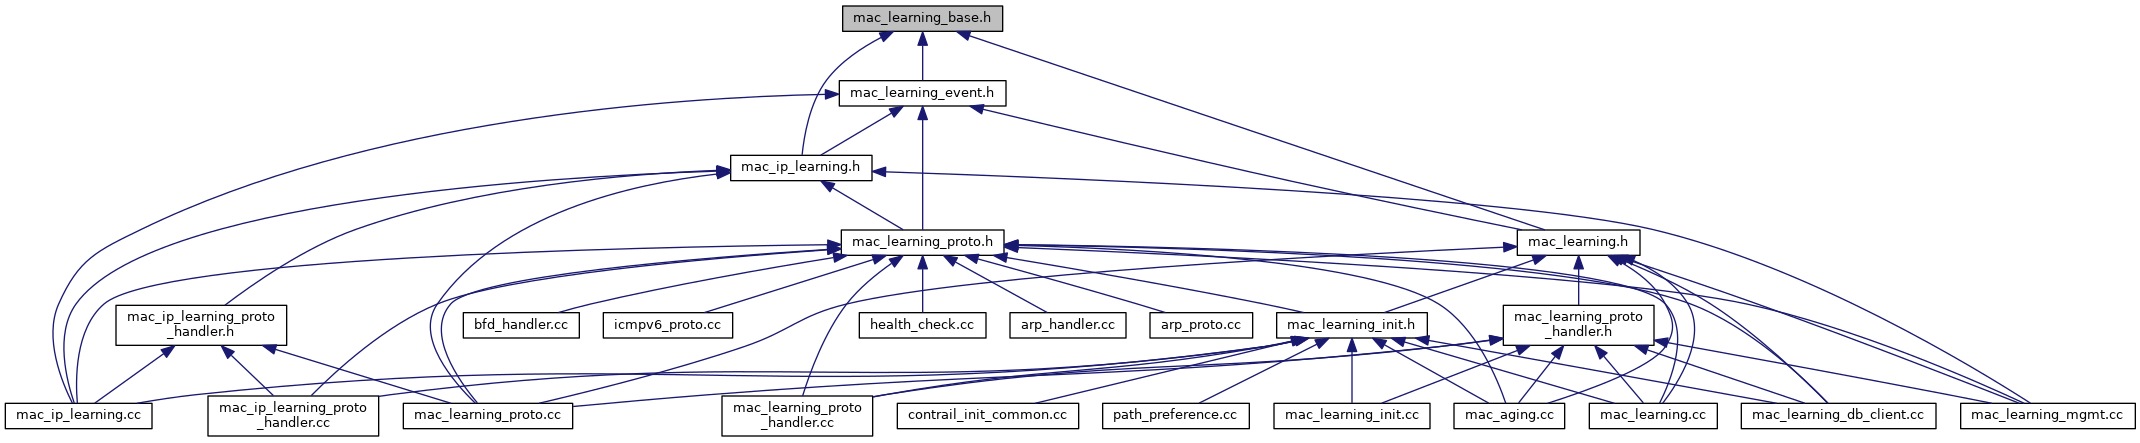 mac_learning_base.h
mac_learning_event.h
mac_ip_learning.h
mac_learning_proto.h
mac_learning.h
mac_ip_learning_proto
_handler.h
bfd_handler.cc
icmpv6_proto.cc
health_check.cc
arp_handler.cc
arp_proto.cc
mac_learning_init.h
mac_learning_proto
_handler.h
mac_ip_learning.cc
mac_ip_learning_proto
_handler.cc
mac_learning_proto.cc
mac_learning_proto
_handler.cc
contrail_init_common.cc
path_preference.cc
mac_learning_init.cc
mac_aging.cc
mac_learning.cc
mac_learning_db_client.cc
mac_learning_mgmt.cc